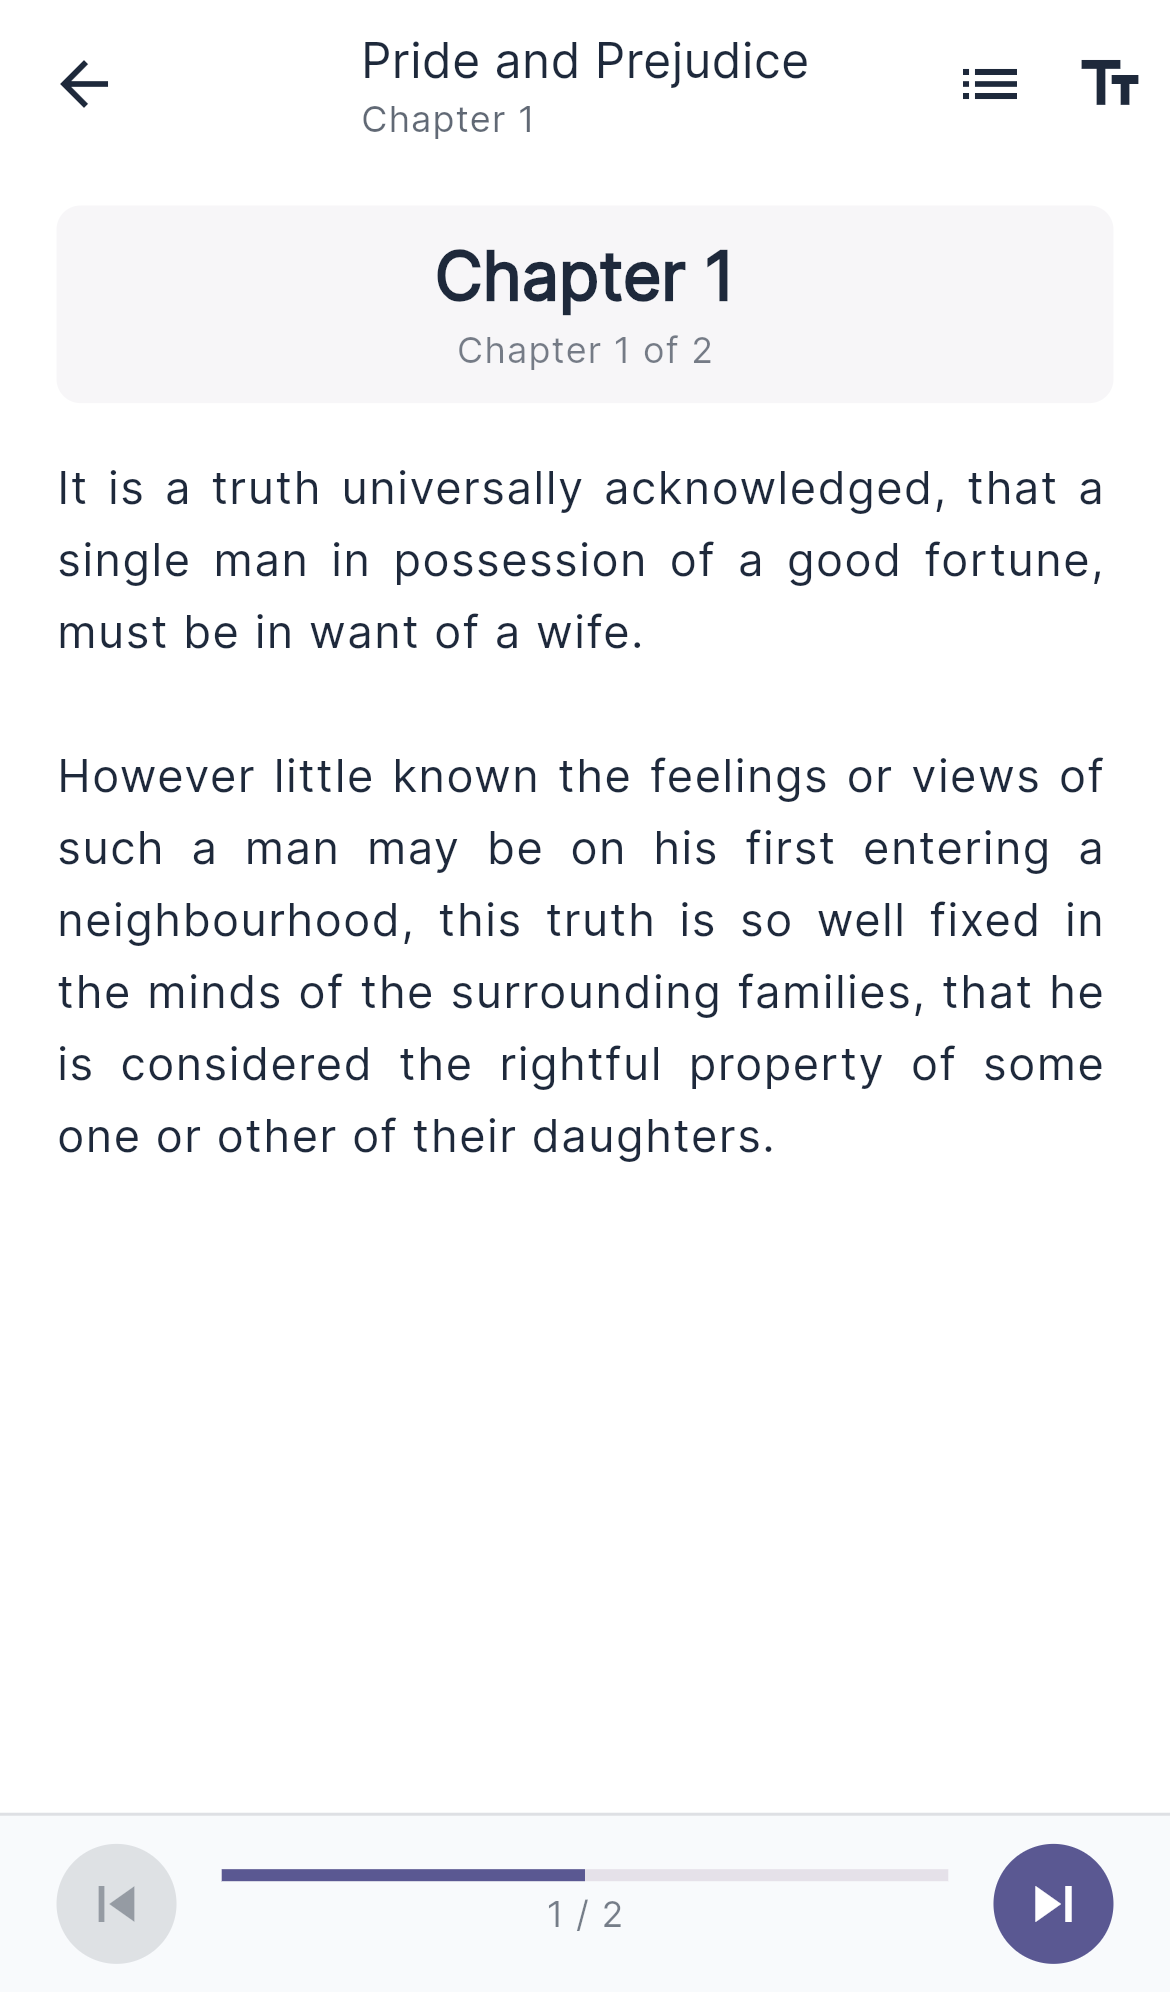 Pride and Prejudice
Chapter 1
Chapter 1
Chapter 1 of 2
It is a truth universally acknowledged, that a
single man in possession of a good fortune,
must be in want of a wife.
However little known the feelings or views of
such a man may be on his first entering a
neighbourhood, this truth is so well fixed in
the minds of the surrounding families, that he
is considered the rightful property of some
one or other of their daughters.
1 / 2